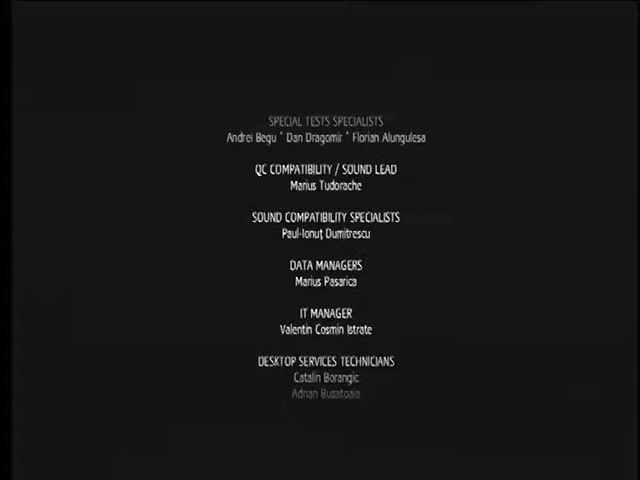 SPECIAL TESTS SPECIALISTS
Andrei Begu * Dan Dragomir * Florian Alungulesa
QC COMPATIBILITY / SOUND LEAD
Marius Tudorache
SOUND COMPATIBILITY SPECIALISTS
Paul-Ionuţ Dumitrescu
DATA MANAGERS
Marius Pasarica
IT MANAGER
Valentin Cosmin Istrate
DESKTOP SERVICES TECHNICIANS
Catalin Borangic
Adrian Buzatoaia